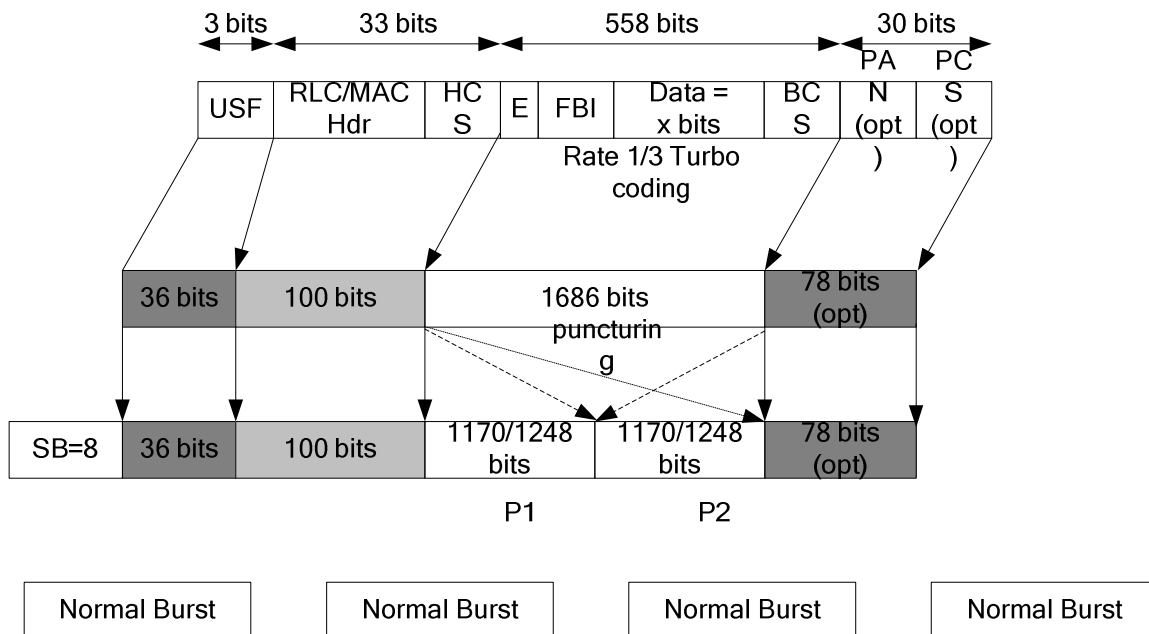 3 bits
33 bits
558 bits
30 bits
USF
RLC/MAC
Hdr
HC
S
E
FBI
Data =
x bits
BC
S
PA
N
(opt
)
PC
S
(opt
)
Rate 1/3 Turbo
coding
36 bits
100 bits
1686 bits
78 bits
(opt)
puncturin
g
SB=8
36 bits
100 bits
1170/1248
bits
1170/1248
bits
78 bits
(opt)
P1
P2
Normal Burst
Normal Burst
Normal Burst
Normal Burst